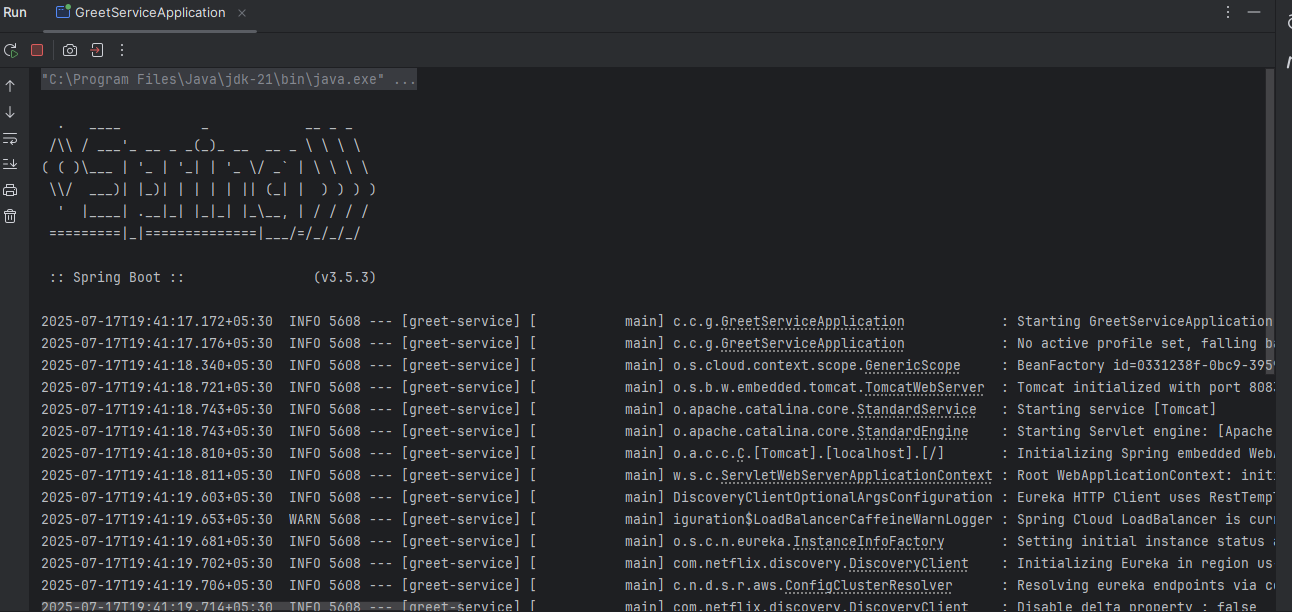 Run GreetServiceApplication
"C:\Program Files\Java\jdk-21\bin\java.exe" ...
  .   ____          _            __ _ _
 /\\ / ___'_ __ _ _(_)_ __  __ _ \ \ \ \
( ( )\___ | '_ | '_| | '_ \/ _` | \ \ \ \
 \\/  ___)| |_)| | | | | || (_| |  ) ) ) )
  '  |____| .__|_| |_|_| |_\__, | / / / /
 =========|_|==============|___/=/_/_/_/
 :: Spring Boot ::                (v3.5.3)
2025-07-17T19:41:17.172+05:30  INFO 5608 --- [greet-service] [           main] c.c.g.GreetServiceApplication            : Starting GreetServiceApplication
2025-07-17T19:41:17.176+05:30  INFO 5608 --- [greet-service] [           main] c.c.g.GreetServiceApplication            : No active profile set, falling
2025-07-17T19:41:18.340+05:30  INFO 5608 --- [greet-service] [           main] o.s.cloud.context.scope.GenericScope     : BeanFactory id=0331238f-0bc9-395
2025-07-17T19:41:18.721+05:30  INFO 5608 --- [greet-service] [           main] o.s.b.w.embedded.tomcat.TomcatWebServer  : Tomcat initialized with port 808
2025-07-17T19:41:18.743+05:30  INFO 5608 --- [greet-service] [           main] o.apache.catalina.core.StandardService   : Starting service [Tomcat]
2025-07-17T19:41:18.743+05:30  INFO 5608 --- [greet-service] [           main] o.apache.catalina.core.StandardEngine    : Starting Servlet engine: [Apache
2025-07-17T19:41:18.810+05:30  INFO 5608 --- [greet-service] [           main] o.a.c.c.C.[Tomcat].[localhost].[/]       : Initializing Spring embedded Web
2025-07-17T19:41:18.811+05:30  INFO 5608 --- [greet-service] [           main] w.s.c.ServletWebServerApplicationContext : Root WebApplicationContext: init
2025-07-17T19:41:19.603+05:30  INFO 5608 --- [greet-service] [           main] DiscoveryClientOptionalArgsConfiguration : Eureka HTTP Client uses RestTemp
2025-07-17T19:41:19.653+05:30  WARN 5608 --- [greet-service] [           main] iguration$LoadBalancerCaffeineWarnLogger : Spring Cloud LoadBalancer is cur
2025-07-17T19:41:19.681+05:30  INFO 5608 --- [greet-service] [           main] o.s.c.n.eureka.InstanceInfoFactory       : Setting initial instance status a
2025-07-17T19:41:19.702+05:30  INFO 5608 --- [greet-service] [           main] com.netflix.discovery.DiscoveryClient    : Initializing Eureka in region us
2025-07-17T19:41:19.706+05:30  INFO 5608 --- [greet-service] [           main] c.n.d.s.r.aws.ConfigClusterResolver      : Resolving eureka endpoints via co
2025-07-17T19:41:19.714+05:30  INFO 5608 --- [greet-service] [           main] com.netflix.discovery.DiscoveryClient    : Disable delta property : false